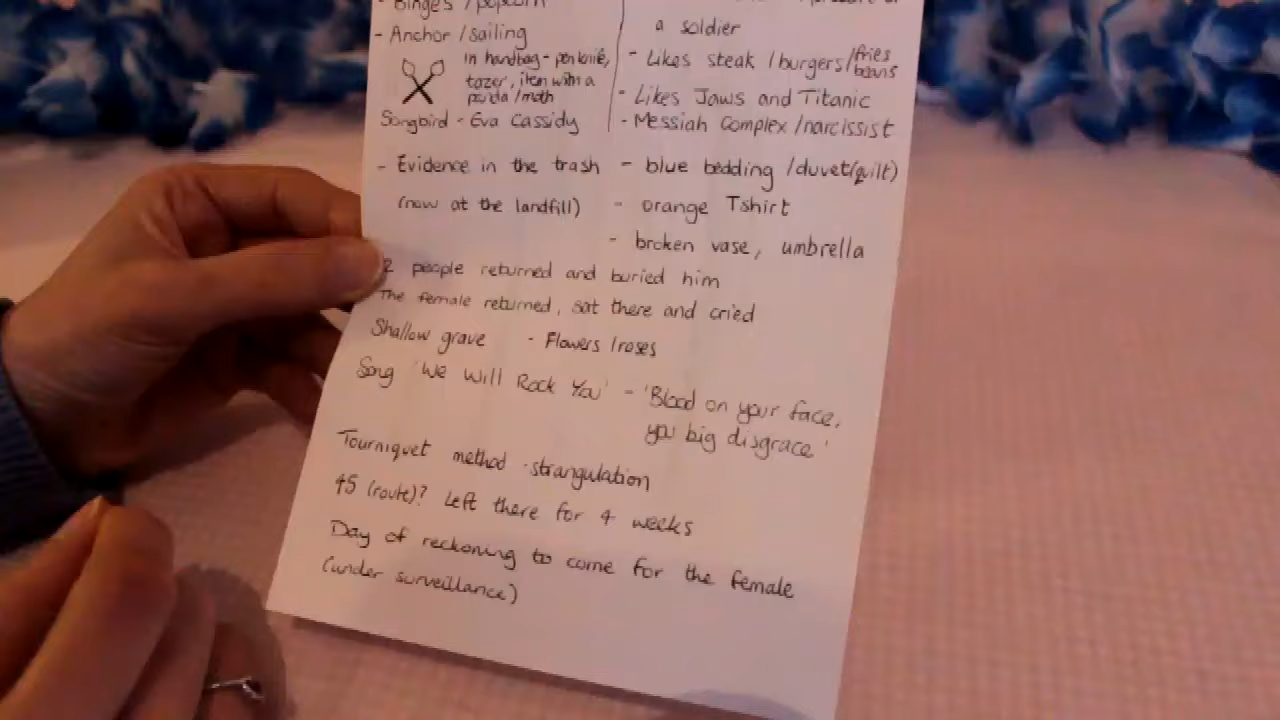 - Binges / popcorn
- Anchor / sailing
in handbag - penknife,
tazer, item with a
panda / moth
Songbird - Eva Cassidy
a soldier
- Likes steak / burgers / fries
beans
- Likes Jaws and Titanic
- Messiah Complex / narcissist
- Evidence in the trash - blue bedding / duvet (quilt)
(now at the landfill) - orange Tshirt
- broken vase, umbrella
2 people returned and buried him
The female returned, sat there and cried
Shallow grave - Flowers / roses
Song 'We Will Rock You' - 'Blood on your face,
you big disgrace'
Tourniquet method - strangulation
45 (route)? Left there for 4 weeks
Day of reckoning to come for the female
(under surveillance)